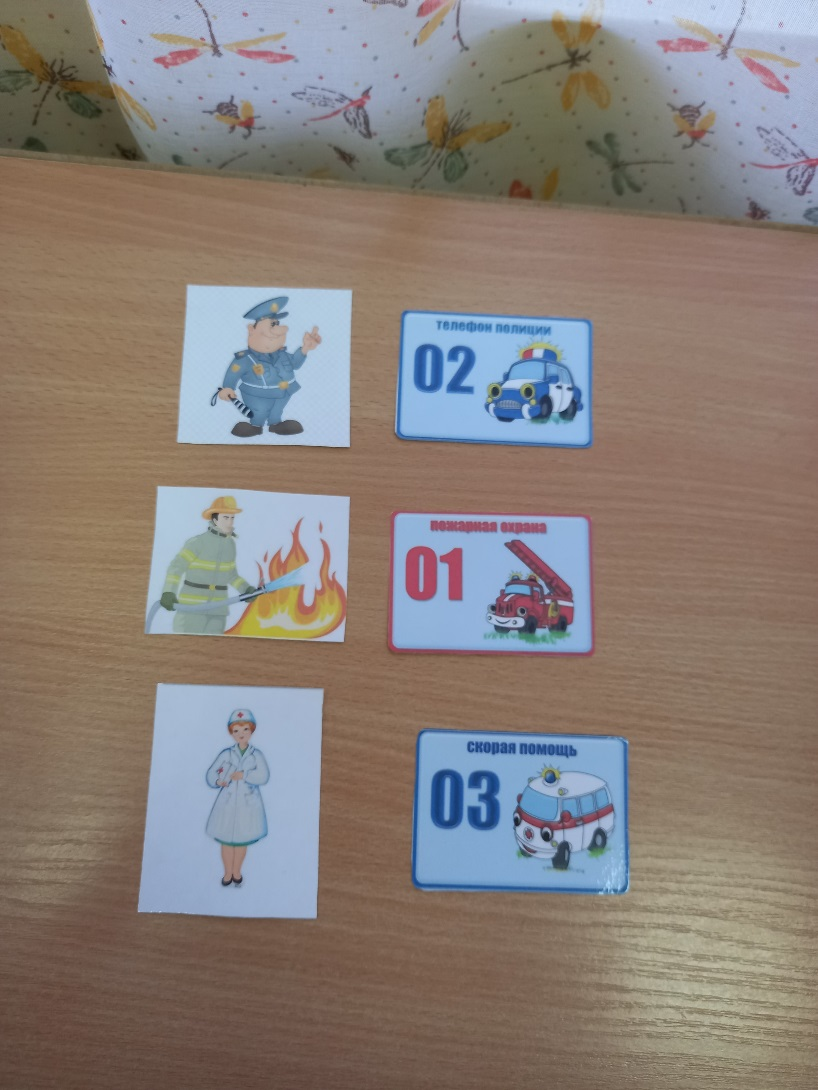 телефон полиции
02
пожарная охрана
01
скорая помощь
03